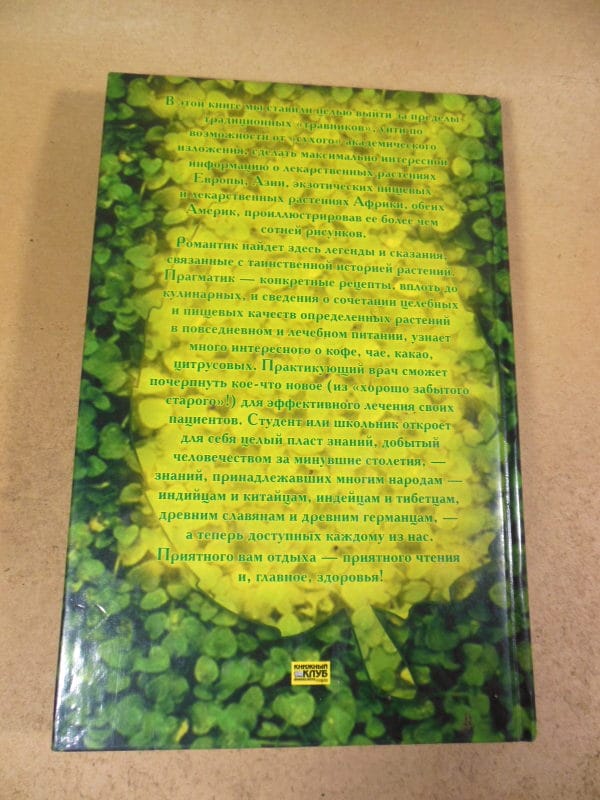 В этой книге мы ставили целью выйти за пределы
традиционных «травников», уйти по
возможности от «сухого» академического
изложения, сделать максимально интересной
информацию о лекарственных растениях
Европы, Азии, экзотических пищевых
и лекарственных растениях Африки, обеих
Америк, проиллюстрировав ее более чем
сотней рисунков.
Романтик найдет здесь легенды и сказания,
связанные с таинственной историей растений.
Прагматик — конкретные рецепты, вплоть до
кулинарных, и сведения о сочетании целебных
и пищевых качеств определенных растений
в повседневном и лечебном питании, узнает
много интересного о кофе, чае, какао,
цитрусовых. Практикующий врач сможет
почерпнуть кое-что новое (из «хорошо забытого
старого»!) для эффективного лечения своих
пациентов. Студент или школьник откроет
для себя целый пласт знаний, добытый
человечеством за минувшие столетия, —
знаний, принадлежавших многим народам —
индийцам и китайцам, индейцам и тибетцам,
древним славянам и древним германцам, —
а теперь доступных каждому из нас.
Приятного вам отдыха — приятного чтения
и, главное, здоровья!
КНИЖНЫЙ
КЛУБ